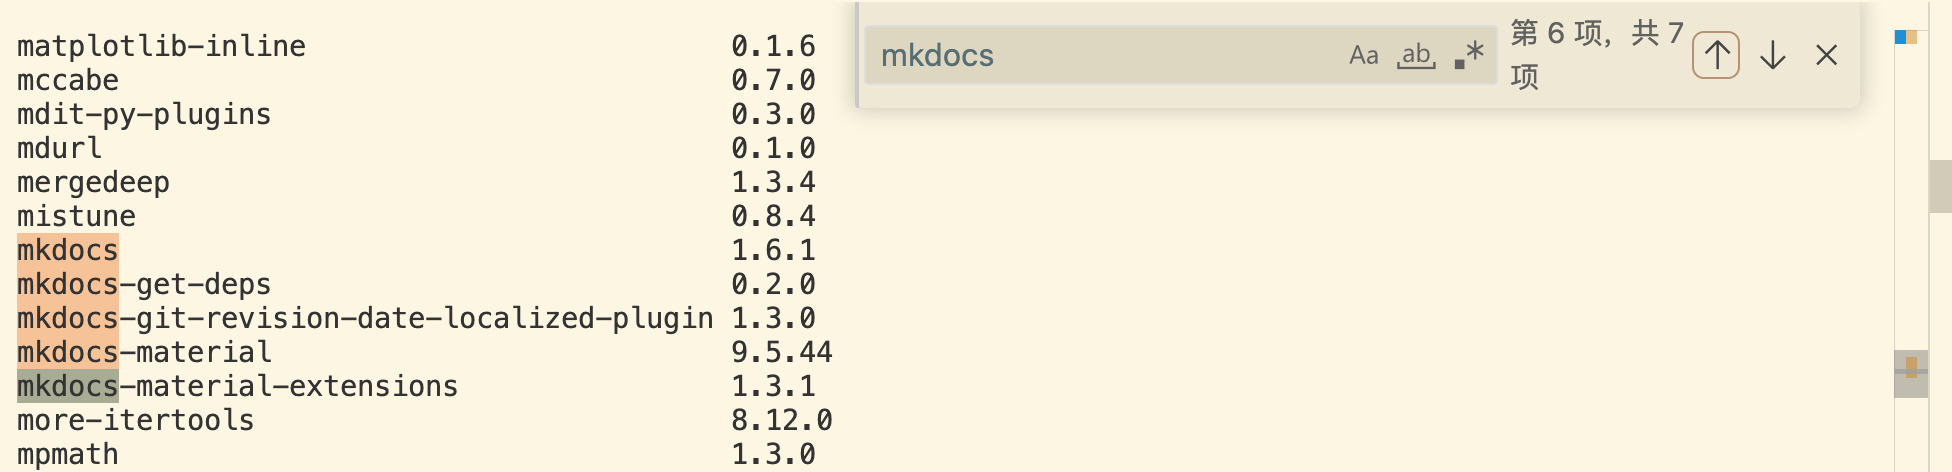 matplotlib-inline 0.1.6
mccabe 0.7.0
mdit-py-plugins 0.3.0
mdurl 0.1.0
mergedeep 1.3.4
mistune 0.8.4
mkdocs 1.6.1
mkdocs-get-deps 0.2.0
mkdocs-git-revision-date-localized-plugin 1.3.0
mkdocs-material 9.5.44
mkdocs-material-extensions 1.3.1
more-itertools 8.12.0
mpmath 1.3.0
mkdocs Aa ab .*
第 6 项，共 7
项